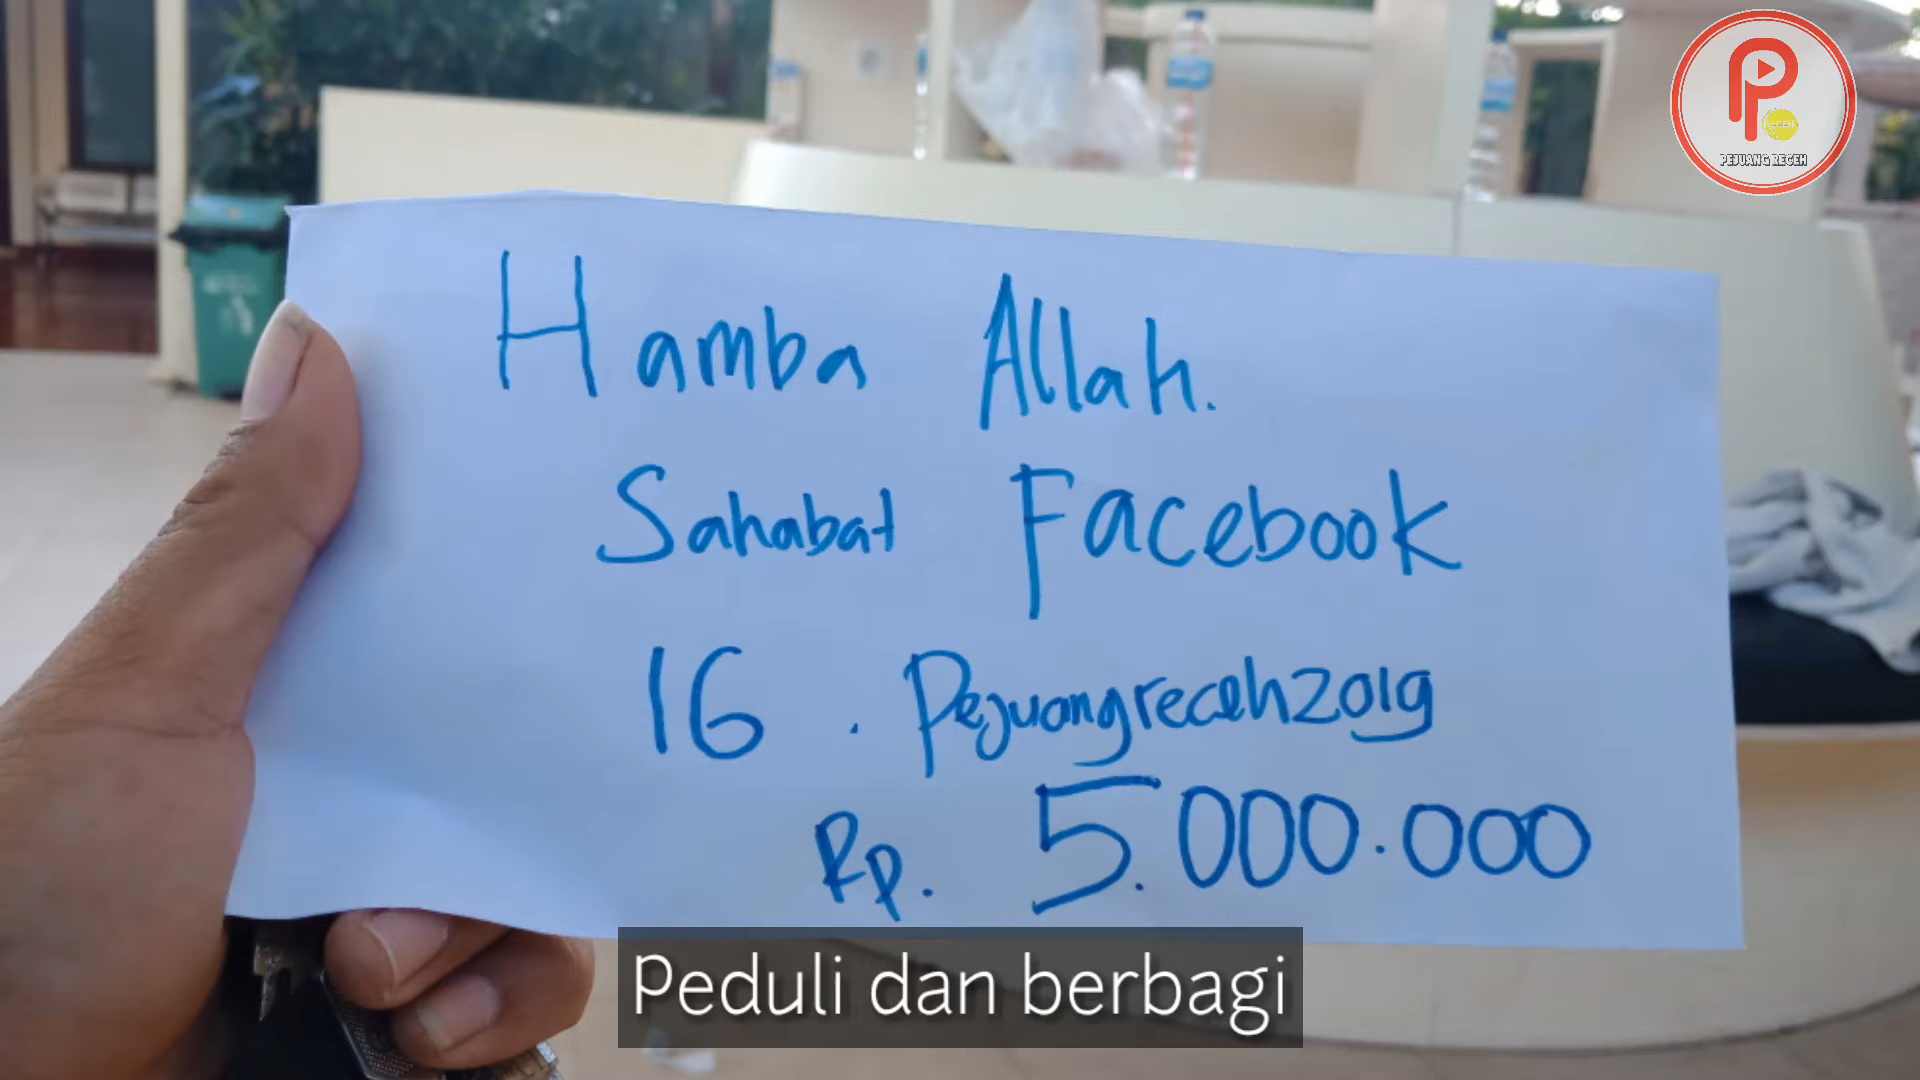 PEJUANG RECEH
Hamba Allah.
Sahabat Facebook
16 . Pejuangreceh2019
Rp. 5.000.000
Peduli dan berbagi